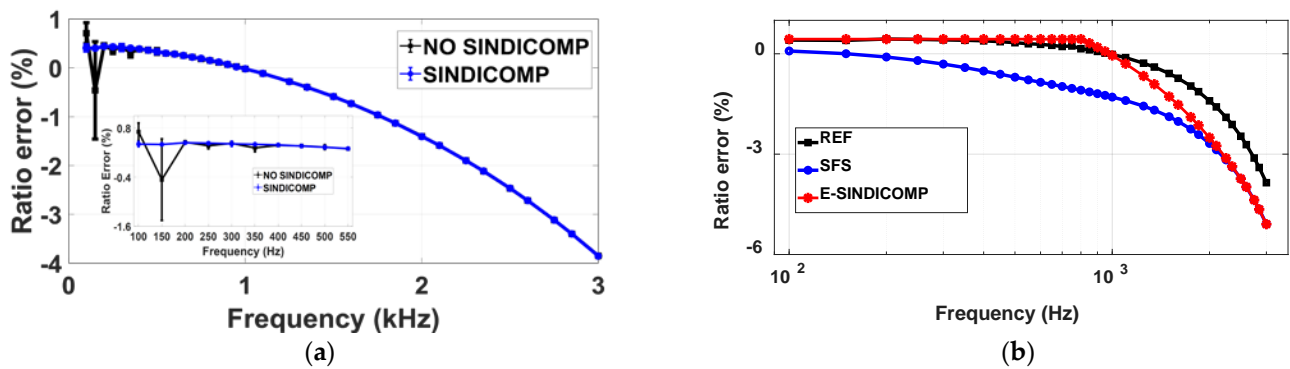 1
0
-1
-2
-3
-4
Ratio error (%)
NO SINDICOMP
SINDICOMP
0.8
-0.4
-1.6
Ratio Error (%)
NO SINDICOMP
SINDICOMP
100 150 200 250 300 350 400 450 500 550
Frequency (Hz)
0 1 2 3
Frequency (kHz)
(a)
0
-3
-6
Ratio error (%)
REF
SFS
E-SINDICOMP
10 2 10 3
Frequency (Hz)
(b)